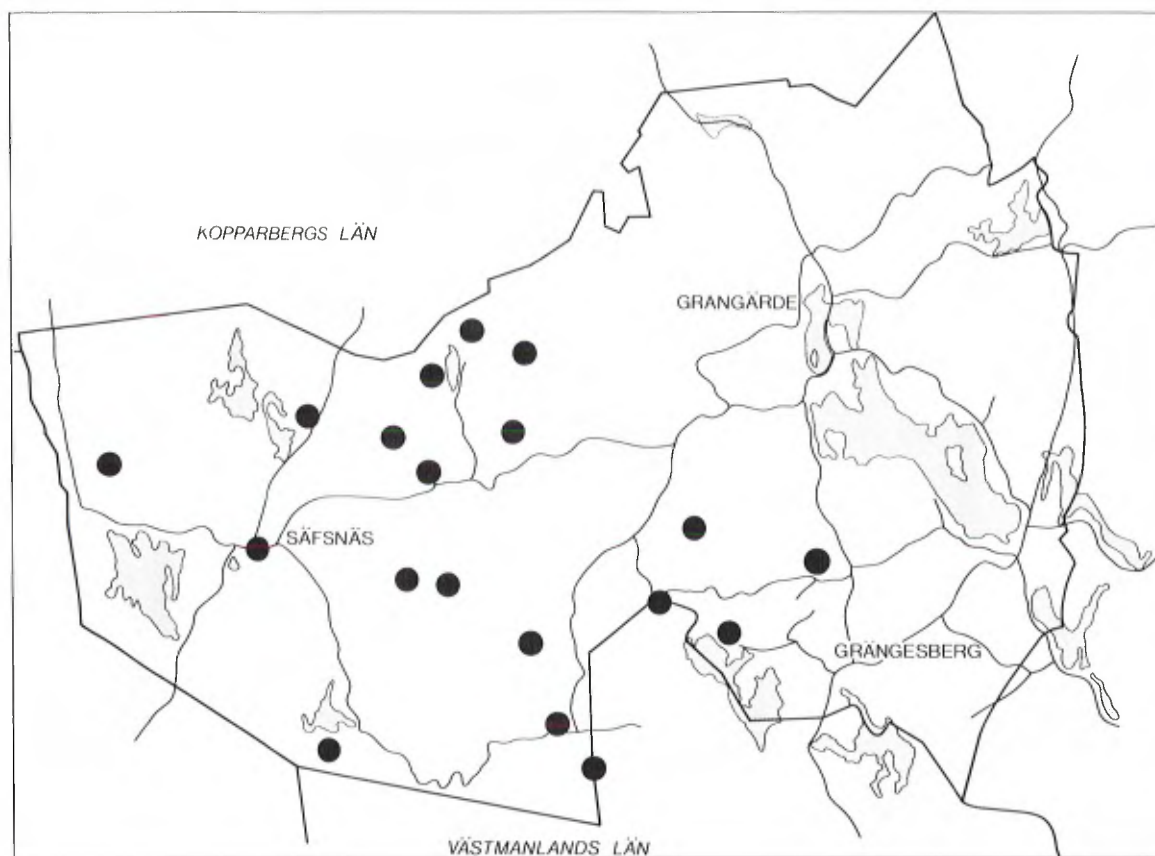 KOPPARBERGS LÄN
GRANGÄRDE
SÄFSNÄS
GRÄNGESBERG
VÄSTMANLANDS LÄN